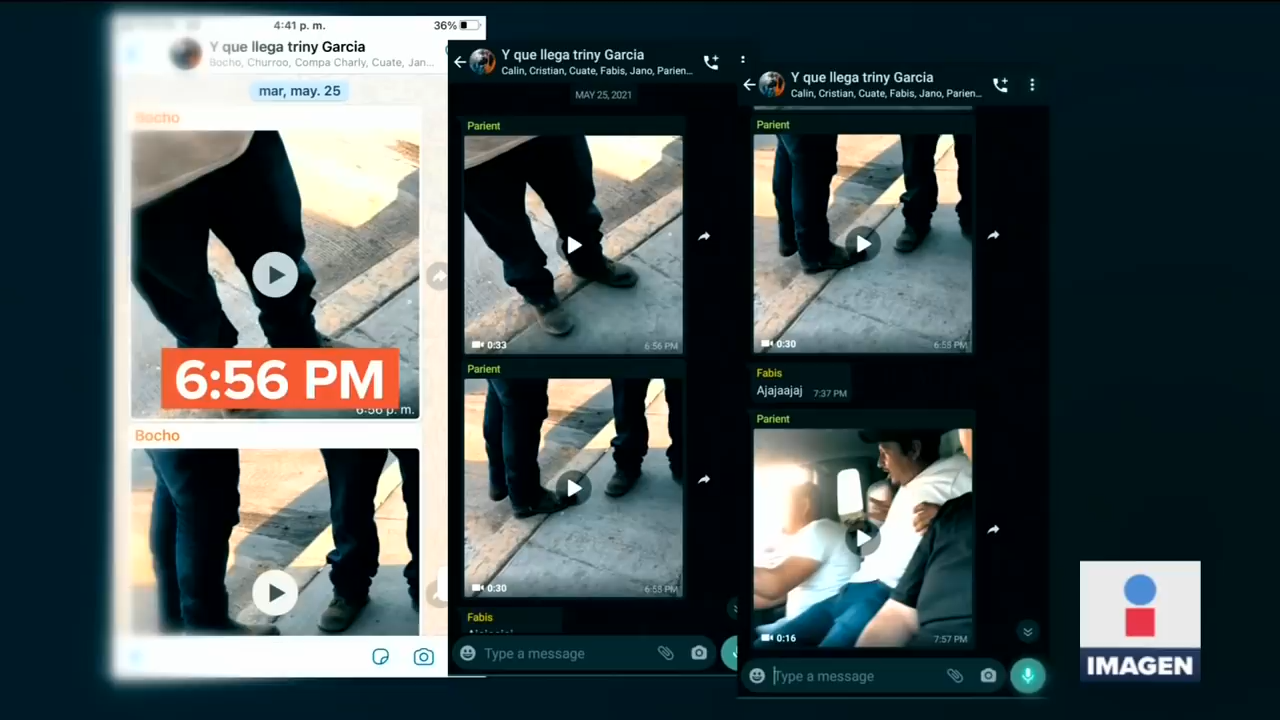 4:41 p. m.
36%
Y que llega triny Garcia
Bocho, Churroo, Compa Charly, Cuate, Jan...
mar, may. 25
Bocho
6:56 PM
6:56 p. m.
Bocho
Y que llega triny Garcia
Calin, Cristian, Cuate, Fabis, Jano, Parien...
MAY 25, 2021
Parient
0:33
6:56 PM
Parient
0:30
6:58 PM
Fabis
Type a message
Y que llega triny Garcia
Calin, Cristian, Cuate, Fabis, Jano, Parien...
Parient
0:30
6:58 PM
Fabis
Ajajaajaj 7:37 PM
Parient
0:16
7:57 PM
Type a message
IMAGEN